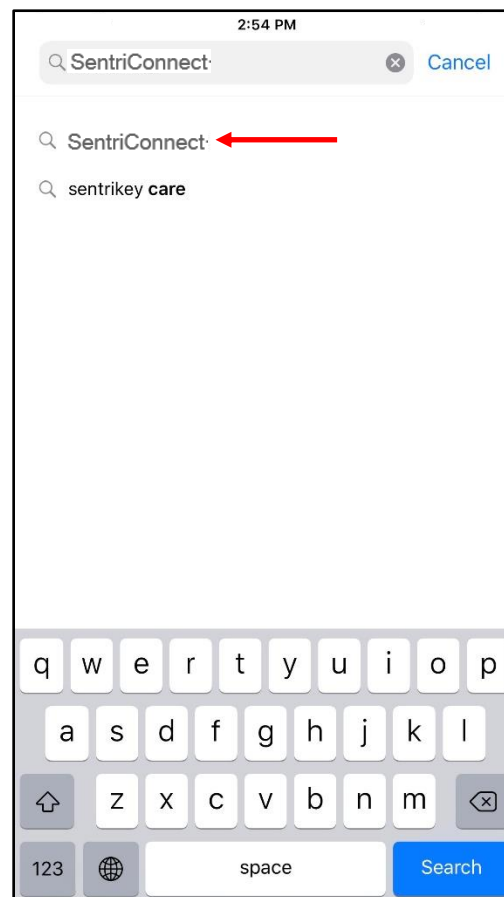 2:54 PM
SentriConnect· Cancel
SentriConnect·
sentrikey care
q w e r t y u i o p
a s d f g h j k l
z x c v b n m
123 space Search